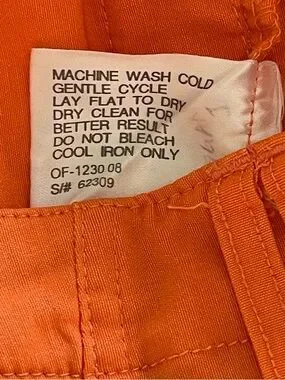 MACHINE WASH COLD
GENTLE CYCLE
LAY FLAT TO DRY
DRY CLEAN FOR
BETTER RESULT
DO NOT BLEACH
COOL IRON ONLY
OF-1230 08
S/# 62309